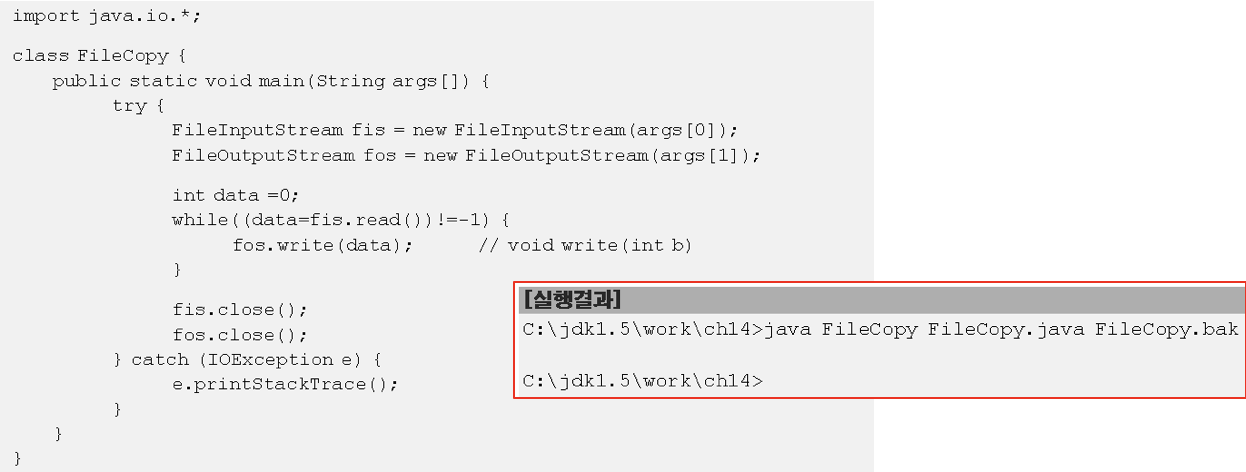 import java.io.*;
class FileCopy {
public static void main(String args[]) {
try {
FileInputStream fis = new FileInputStream(args[0]);
FileOutputStream fos = new FileOutputStream(args[1]);
int data =0;
while((data=fis.read())!=-1) {
fos.write(data); // void write(int b)
}
fis.close();
fos.close();
} catch (IOException e) {
e.printStackTrace();
}
}
}
[실행결과]
C:\jdk1.5\work\ch14>java FileCopy FileCopy.java FileCopy.bak
C:\jdk1.5\work\ch14>